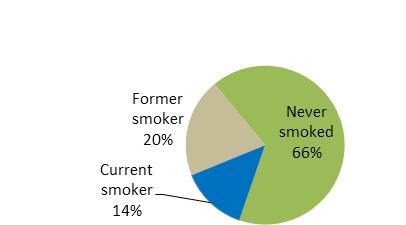 Former
smoker
20%
Never
smoked
66%
Current
smoker
14%